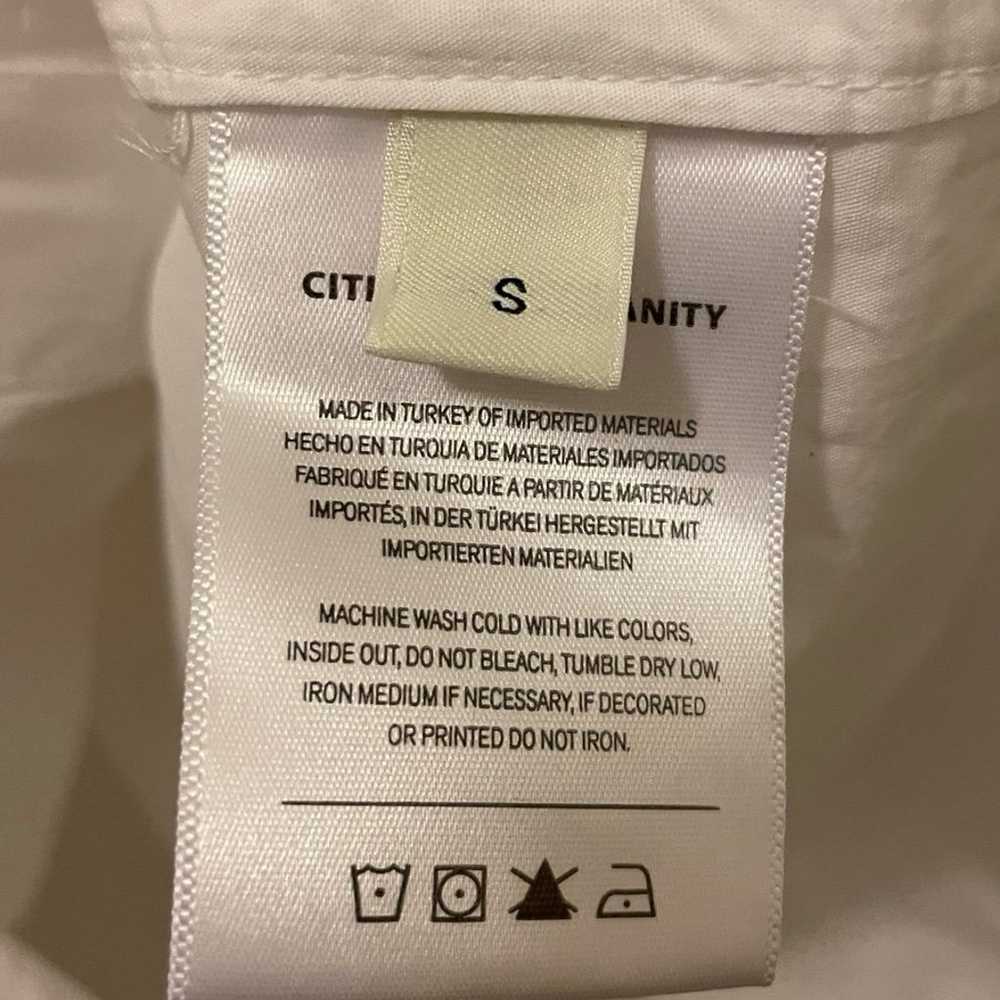 CITI
S
ANITY
MADE IN TURKEY OF IMPORTED MATERIALS
HECHO EN TURQUIA DE MATERIALES IMPORTADOS
FABRIQUÉ EN TURQUIE A PARTIR DE MATÉRIAUX
IMPORTÉS, IN DER TÜRKEI HERGESTELLT MIT
IMPORTIERTEN MATERIALIEN
MACHINE WASH COLD WITH LIKE COLORS,
INSIDE OUT, DO NOT BLEACH, TUMBLE DRY LOW,
IRON MEDIUM IF NECESSARY, IF DECORATED
OR PRINTED DO NOT IRON.